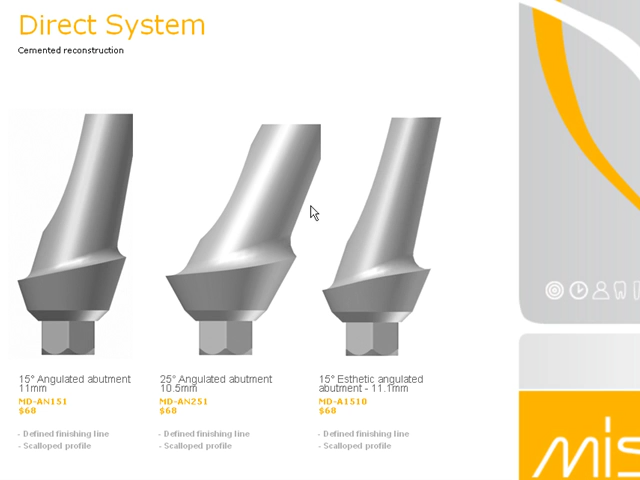 Direct System
Cemented reconstruction
15° Angulated abutment
11mm
MD-AN151
$68
- Defined finishing line
- Scalloped profile
25° Angulated abutment
10.5mm
MD-AN251
$68
- Defined finishing line
- Scalloped profile
15° Esthetic angulated
abutment - 11.1mm
MD-A1510
$68
- Defined finishing line
- Scalloped profile
mis